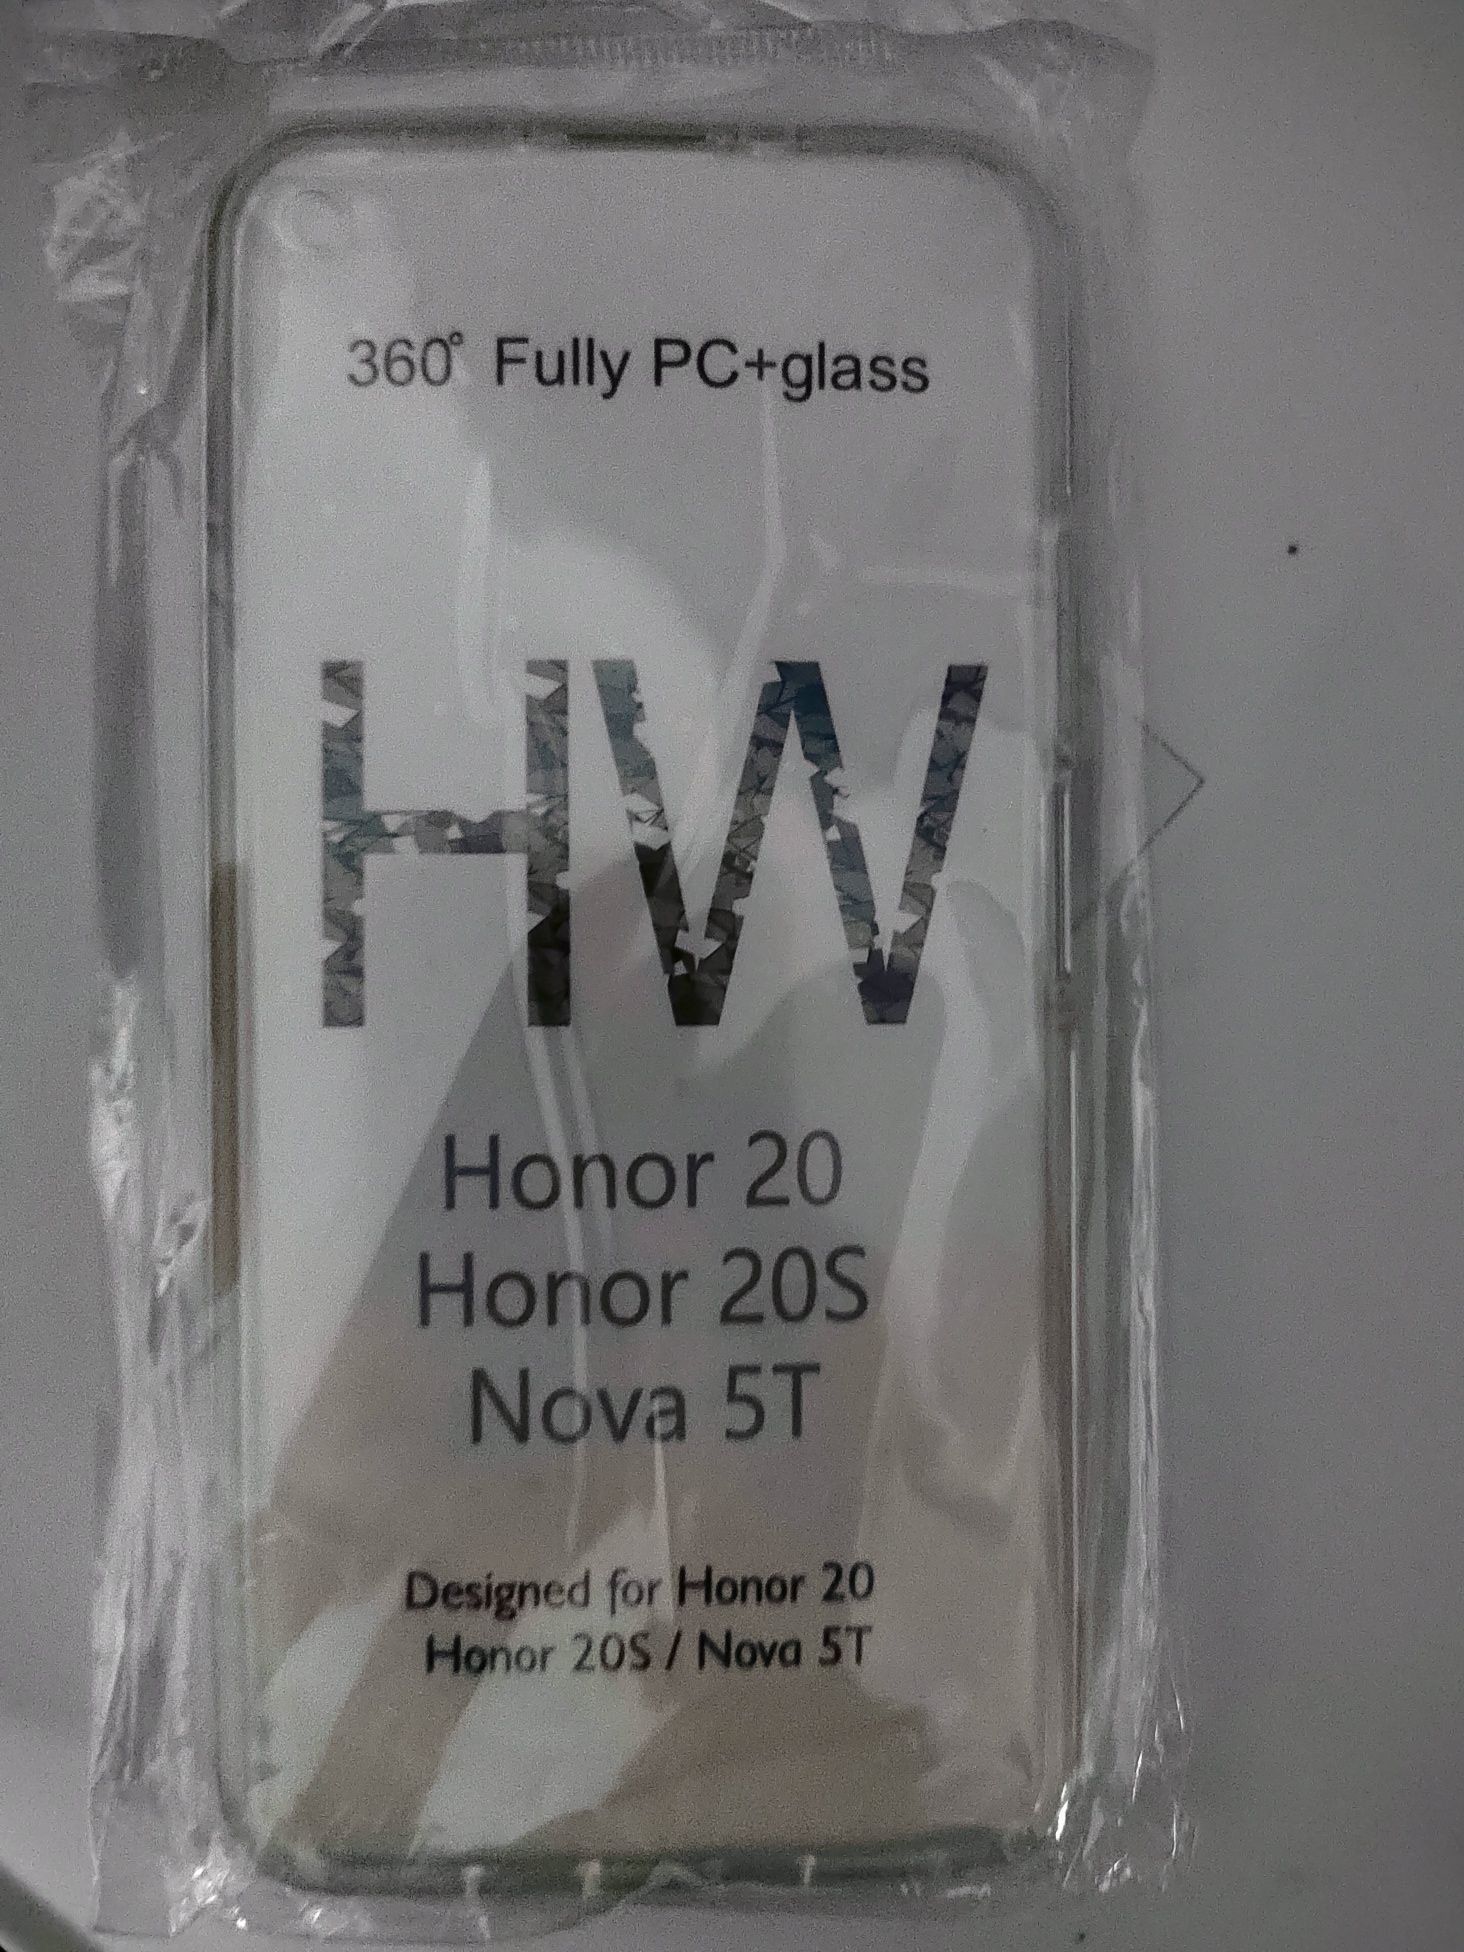 360° Fully PC+glass
HW
Honor 20
Honor 20S
Nova 5T
Designed for Honor 20
Honor 20S / Nova 5T